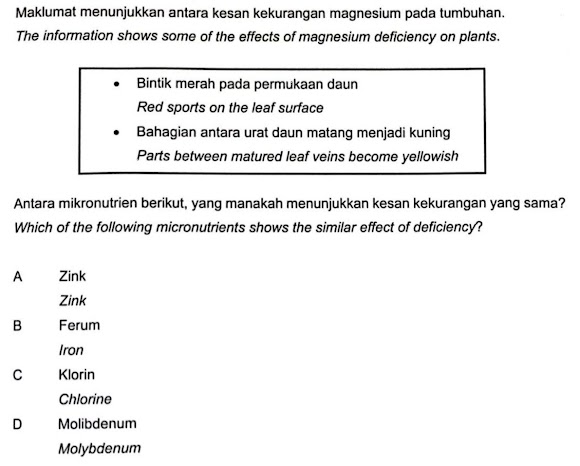 Maklumat menunjukkan antara kesan kekurangan magnesium pada tumbuhan.
The information shows some of the effects of magnesium deficiency on plants.
• Bintik merah pada permukaan daun
Red sports on the leaf surface
• Bahagian antara urat daun matang menjadi kuning
Parts between matured leaf veins become yellowish
Antara mikronutrien berikut, yang manakah menunjukkan kesan kekurangan yang sama?
Which of the following micronutrients shows the similar effect of deficiency?
A Zink
Zink
B Ferum
Iron
C Klorin
Chlorine
D Molibdenum
Molybdenum